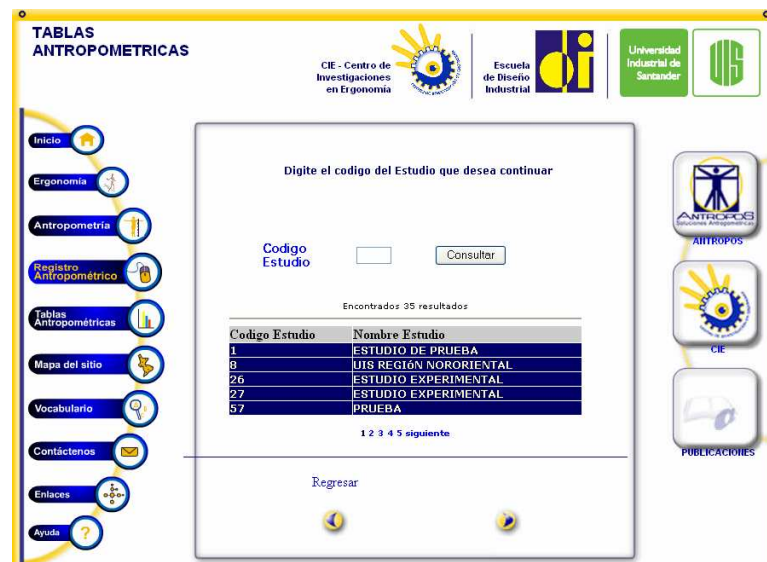 TABLAS
ANTROPOMETRICAS
CIE - Centro de
Investigaciones
en Ergonomía
Escuela
de Diseño
Industrial
Universidad
Industrial de
Santander
Inicio
Ergonomía
Antropometría
Registro
Antropométrico
Tablas
Antropométricas
Mapa del sitio
Vocabulario
Contáctenos
Enlaces
Ayuda
Digite el codigo del Estudio que desea continuar
Codigo
Estudio
Consultar
Encontrados 35 resultados
Codigo Estudio Nombre Estudio
1 ESTUDIO DE PRUEBA
8 UIS REGIÓN NORORIENTAL
26 ESTUDIO EXPERIMENTAL
27 ESTUDIO EXPERIMENTAL
57 PRUEBA
1 2 3 4 5 siguiente
Regresar
ANTROPOS
Soluciones Antropométricas
ANTROPOS
CIE
PUBLICACIONES